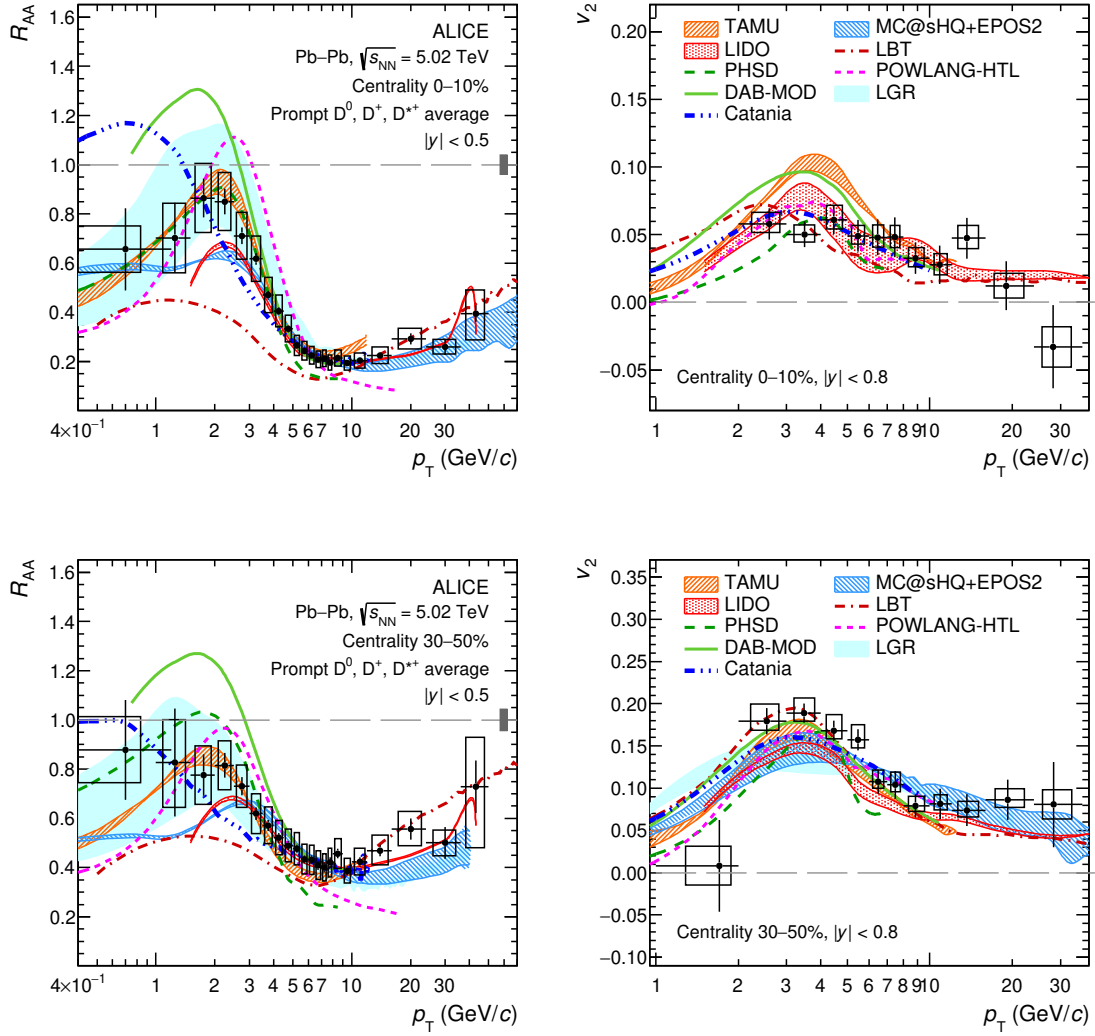 R_AA
1.6
1.4
1.2
1.0
0.8
0.6
0.4
0.2
ALICE
Pb–Pb, √s_NN = 5.02 TeV
Centrality 0–10%
Prompt D⁰, D⁺, D*⁺ average
|y| < 0.5
4×10⁻¹ 1 2 3 4 5 6 7 10 20 30
p_T (GeV/c)
v_2
0.20
0.15
0.10
0.05
0.00
−0.05
TAMU
LIDO
PHSD
DAB-MOD
Catania
MC@sHQ+EPOS2
LBT
POWLANG-HTL
LGR
Centrality 0–10%, |y| < 0.8
1 2 3 4 5 6 7 8 910 20 30
p_T (GeV/c)
R_AA
1.6
1.4
1.2
1.0
0.8
0.6
0.4
0.2
ALICE
Pb–Pb, √s_NN = 5.02 TeV
Centrality 30–50%
Prompt D⁰, D⁺, D*⁺ average
|y| < 0.5
4×10⁻¹ 1 2 3 4 5 6 7 10 20 30
p_T (GeV/c)
v_2
0.35
0.30
0.25
0.20
0.15
0.10
0.05
0.00
−0.05
−0.10
TAMU
LIDO
PHSD
DAB-MOD
Catania
MC@sHQ+EPOS2
LBT
POWLANG-HTL
LGR
Centrality 30–50%, |y| < 0.8
1 2 3 4 5 6 7 8 910 20 30
p_T (GeV/c)